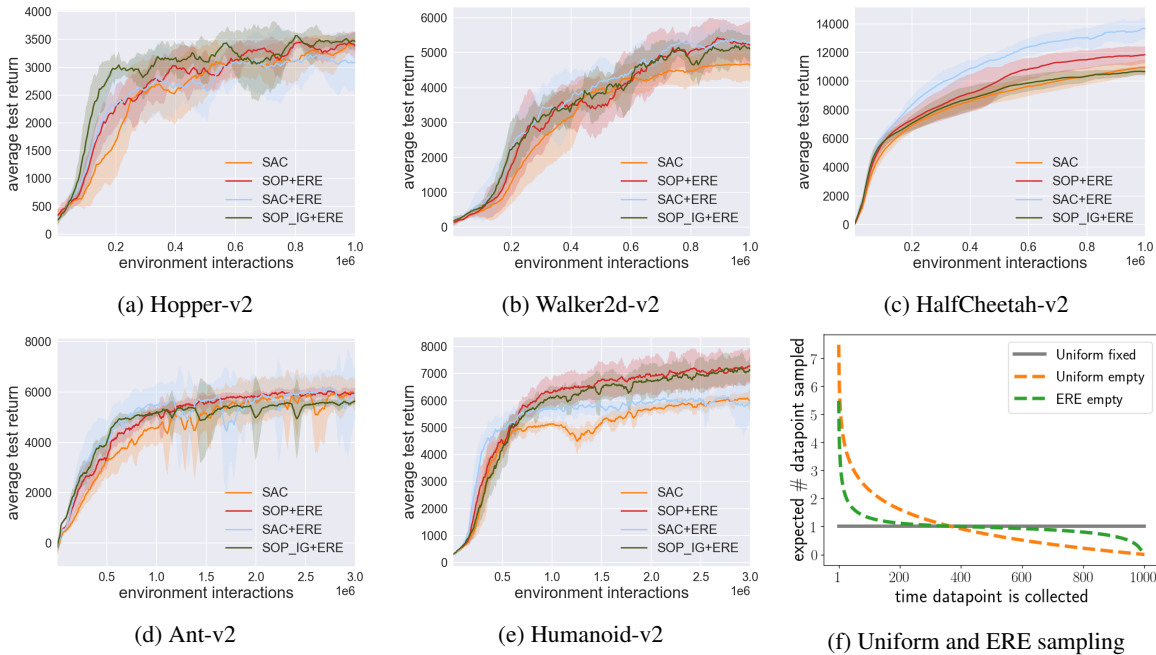 4000
3500
3000
2500
2000
1500
1000
500
0
average test return
SAC
SOP+ERE
SAC+ERE
SOP_IG+ERE
0.2 0.4 0.6 0.8 1.0
environment interactions 1e6
(a) Hopper-v2
6000
5000
4000
3000
2000
1000
0
average test return
SAC
SOP+ERE
SAC+ERE
SOP_IG+ERE
0.2 0.4 0.6 0.8 1.0
environment interactions 1e6
(b) Walker2d-v2
14000
12000
10000
8000
6000
4000
2000
0
average test return
SAC
SOP+ERE
SAC+ERE
SOP_IG+ERE
0.2 0.4 0.6 0.8 1.0
environment interactions 1e6
(c) HalfCheetah-v2
8000
6000
4000
2000
0
average test return
SAC
SOP+ERE
SAC+ERE
SOP_IG+ERE
0.5 1.0 1.5 2.0 2.5 3.0
environment interactions 1e6
(d) Ant-v2
8000
7000
6000
5000
4000
3000
2000
1000
0
average test return
SAC
SOP+ERE
SAC+ERE
SOP_IG+ERE
0.5 1.0 1.5 2.0 2.5 3.0
environment interactions 1e6
(e) Humanoid-v2
7
6
5
4
3
2
1
0
expected # datapoint sampled
Uniform fixed
Uniform empty
ERE empty
1 200 400 600 800 1000
time datapoint is collected
(f) Uniform and ERE sampling